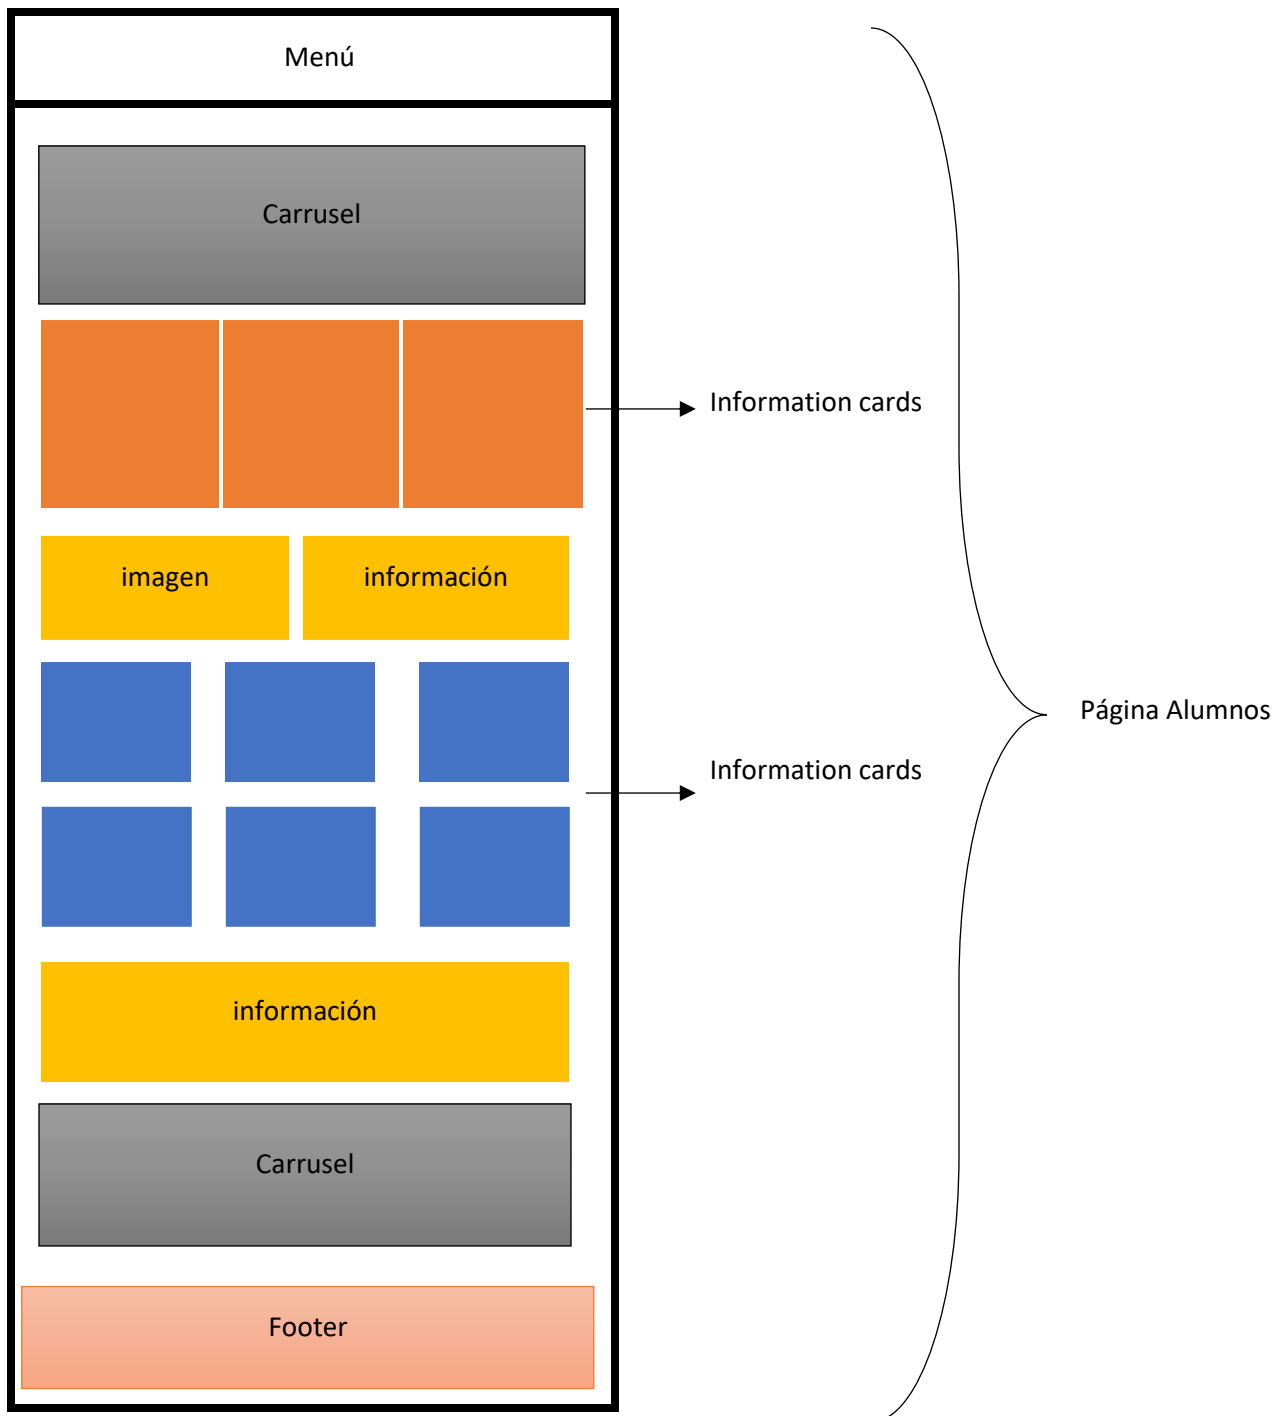 Menú
Carrusel
Information cards
imagen
información
Página Alumnos
Information cards
información
Carrusel
Footer